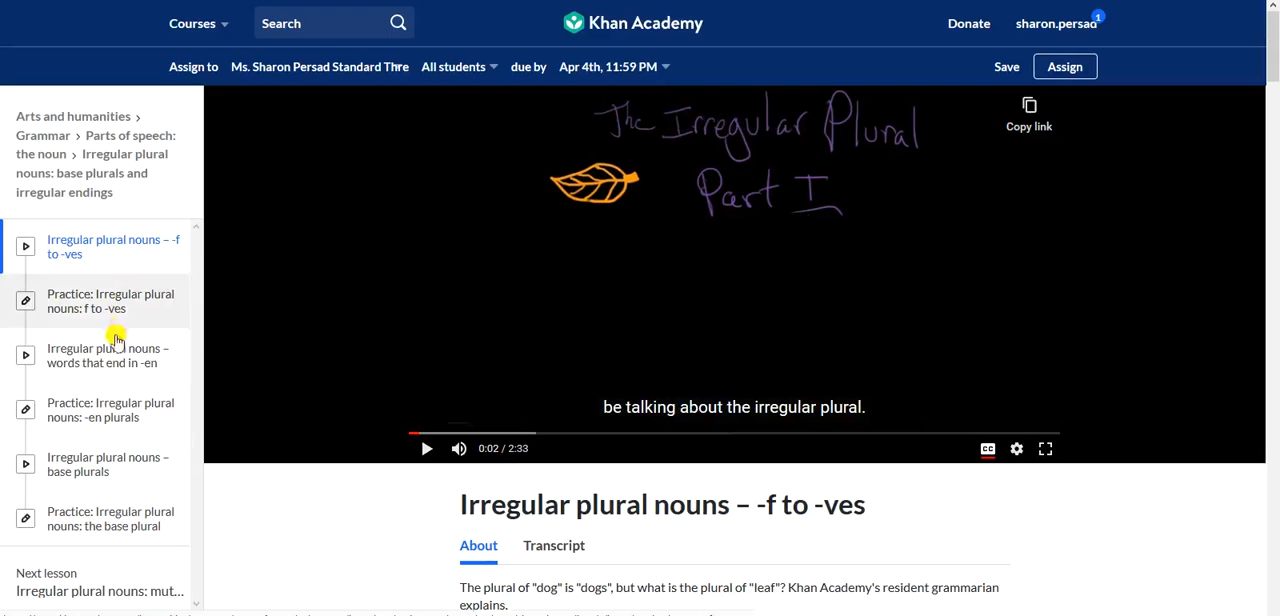 Courses
Search
Khan Academy
Donate
sharon.persad
1
Assign to
Ms. Sharon Persad Standard Thre
All students
due by
Apr 4th, 11:59 PM
Save
Assign
Arts and humanities ›
Grammar › Parts of speech:
the noun › Irregular plural
nouns: base plurals and
irregular endings
Irregular plural nouns – -f
to -ves
Practice: Irregular plural
nouns: f to -ves
Irregular plural nouns –
words that end in -en
Practice: Irregular plural
nouns: -en plurals
Irregular plural nouns –
base plurals
Practice: Irregular plural
nouns: the base plural
Next lesson
Irregular plural nouns: mut...
The Irregular Plural
Part I
Copy link
be talking about the irregular plural.
0:02 / 2:33
CC
Irregular plural nouns – -f to -ves
About
Transcript
The plural of "dog" is "dogs", but what is the plural of "leaf"? Khan Academy's resident grammarian
explains.